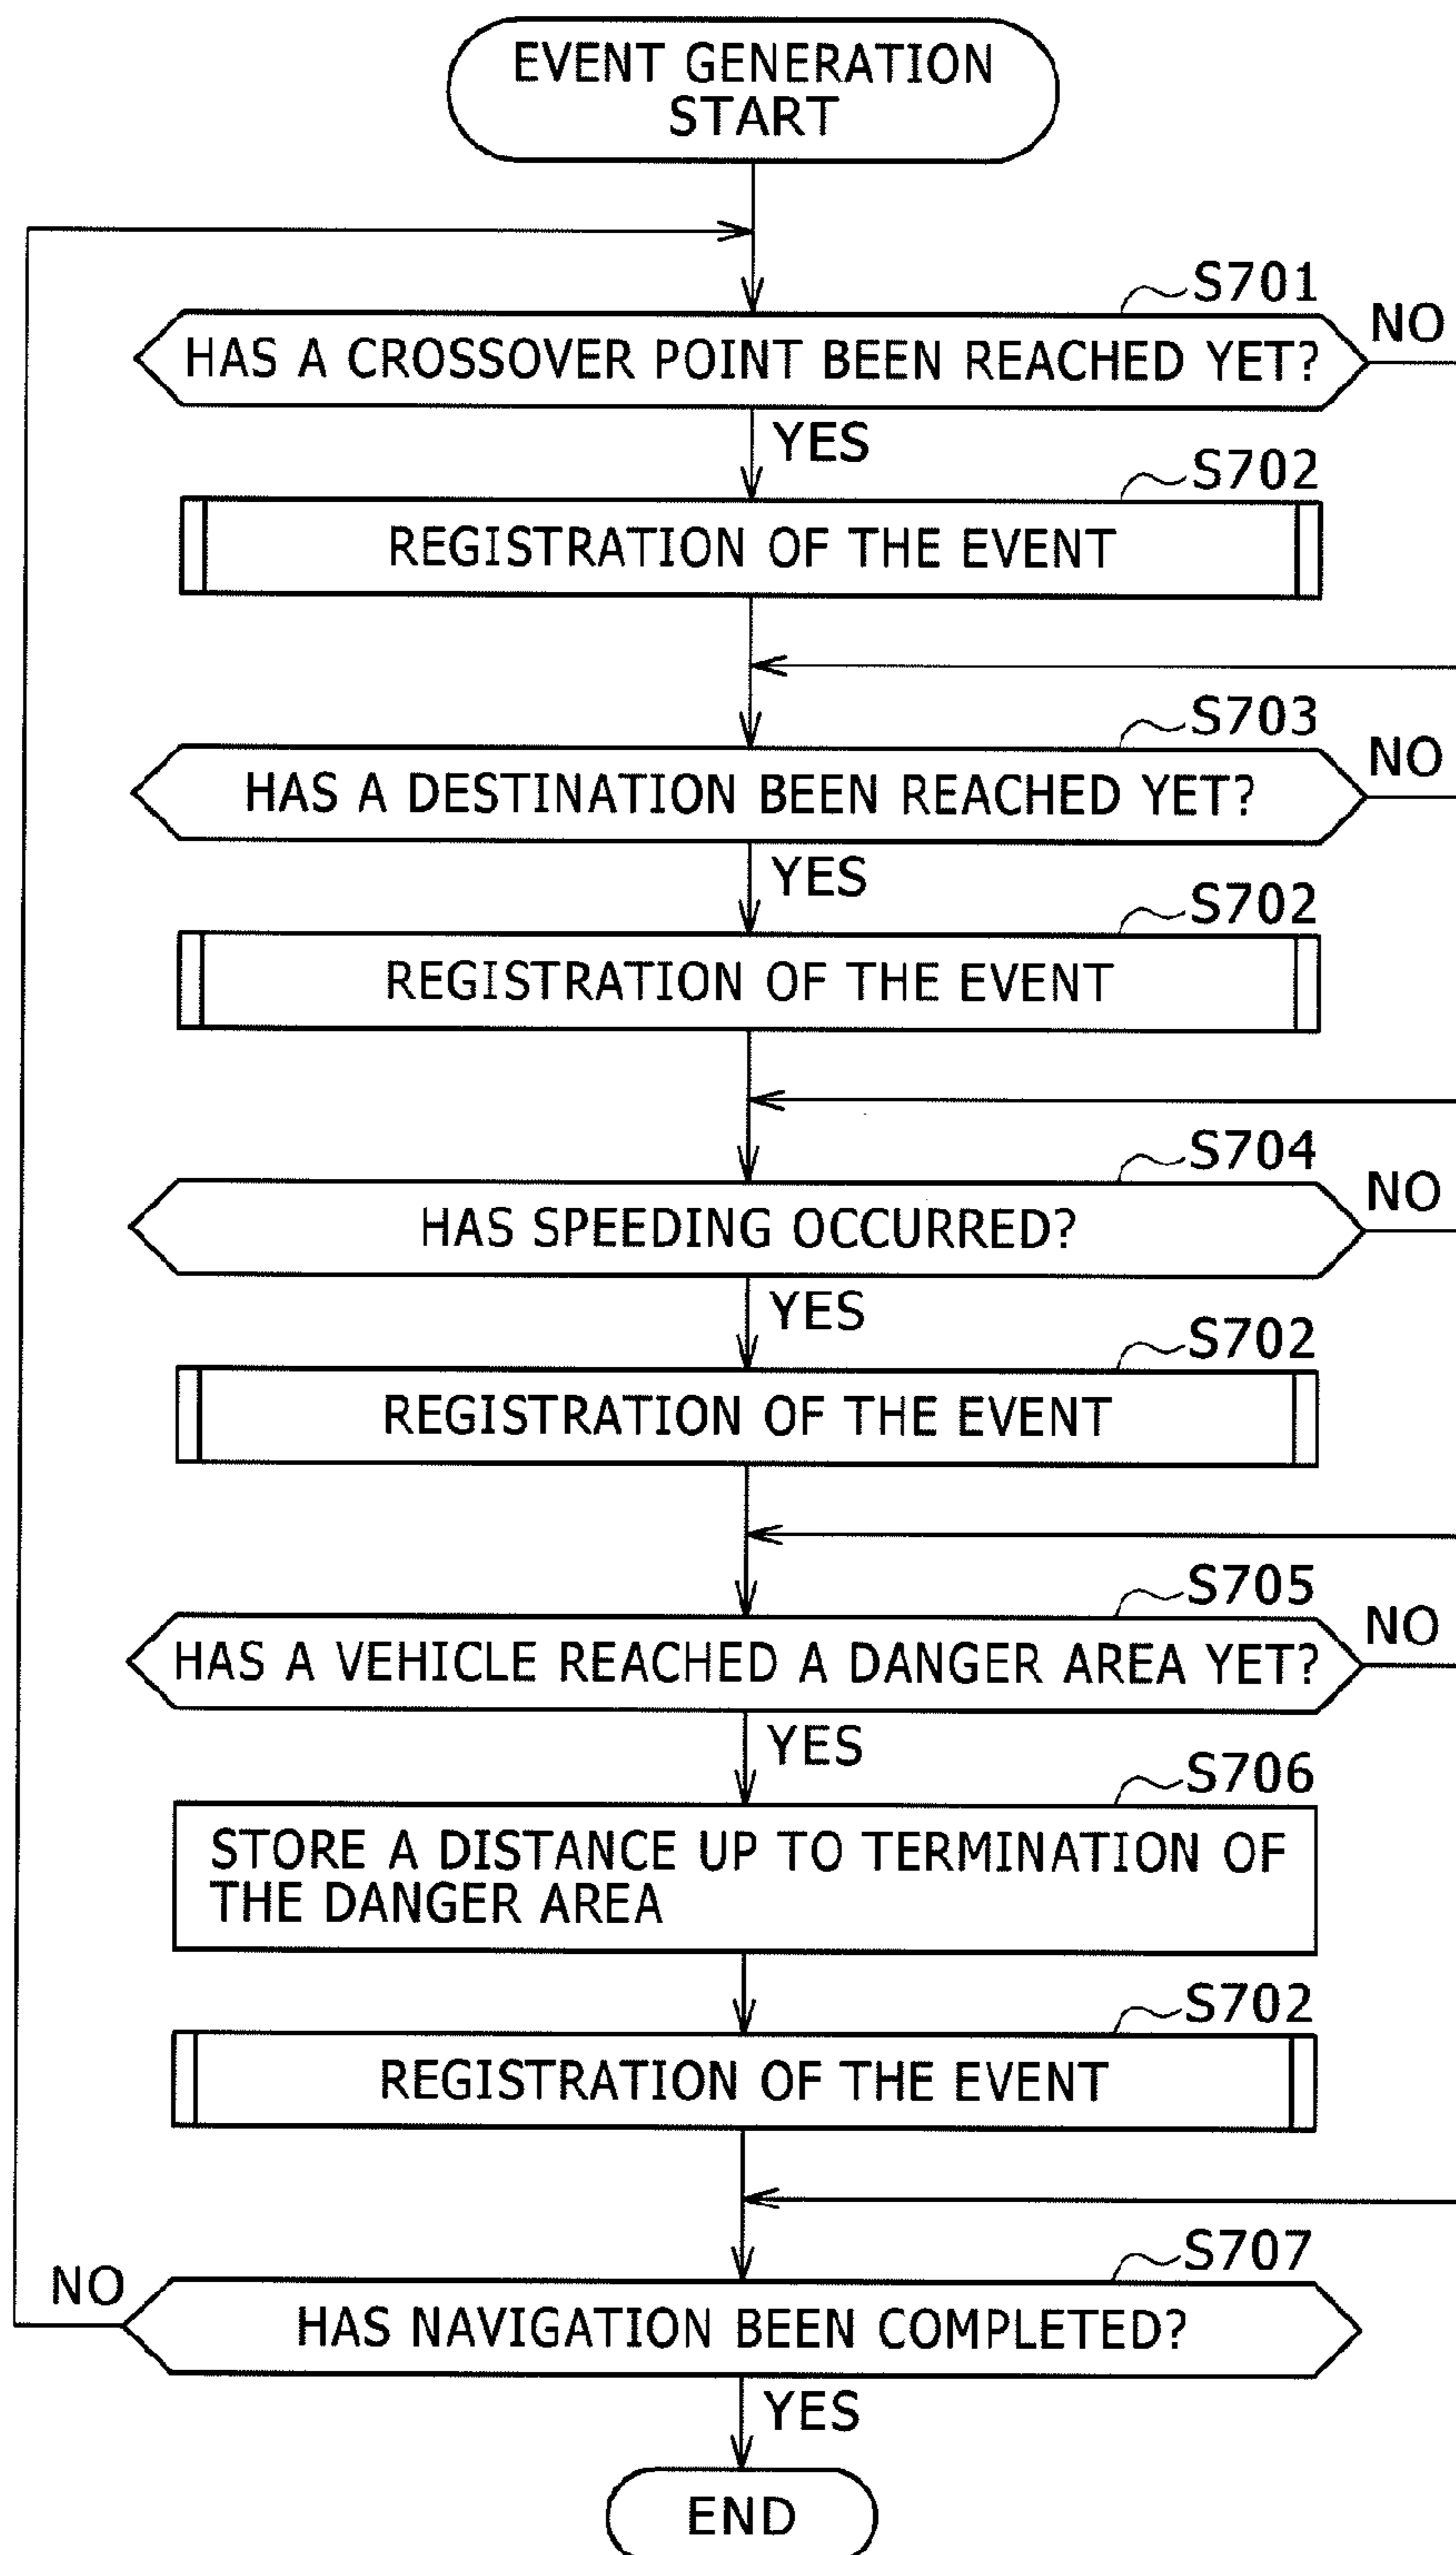 EVENT GENERATION
START
S701
HAS A CROSSOVER POINT BEEN REACHED YET?
NO
YES
S702
REGISTRATION OF THE EVENT
S703
HAS A DESTINATION BEEN REACHED YET?
NO
YES
S702
REGISTRATION OF THE EVENT
S704
HAS SPEEDING OCCURRED?
NO
YES
S702
REGISTRATION OF THE EVENT
S705
HAS A VEHICLE REACHED A DANGER AREA YET?
NO
YES
S706
STORE A DISTANCE UP TO TERMINATION OF
THE DANGER AREA
S702
REGISTRATION OF THE EVENT
S707
NO
HAS NAVIGATION BEEN COMPLETED?
YES
END